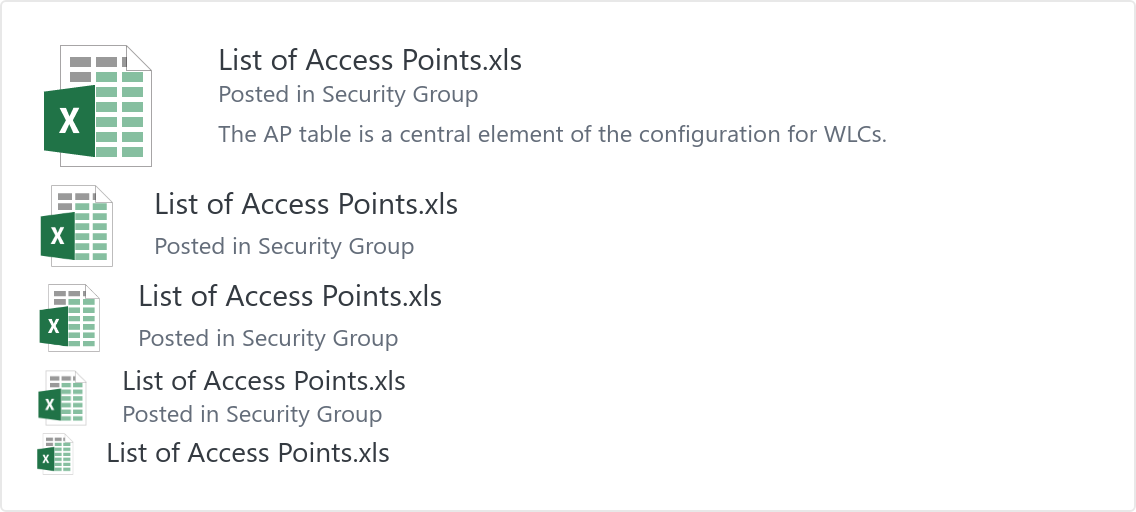 List of Access Points.xls
Posted in Security Group
The AP table is a central element of the configuration for WLCs.
List of Access Points.xls
Posted in Security Group
List of Access Points.xls
Posted in Security Group
List of Access Points.xls
Posted in Security Group
List of Access Points.xls